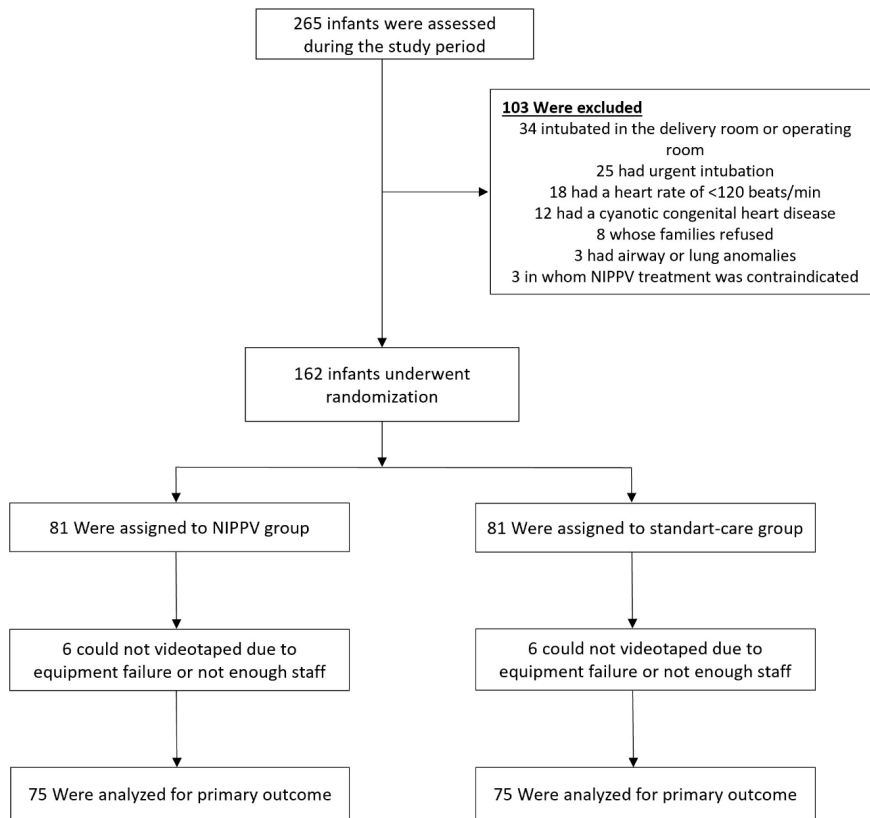 265 infants were assessed
during the study period
103 Were excluded
34 intubated in the delivery room or operating
room
25 had urgent intubation
18 had a heart rate of <120 beats/min
12 had a cyanotic congenital heart disease
8 whose families refused
3 had airway or lung anomalies
3 in whom NIPPV treatment was contraindicated
162 infants underwent
randomization
81 Were assigned to NIPPV group
81 Were assigned to standart-care group
6 could not videotaped due to
equipment failure or not enough staff
6 could not videotaped due to
equipment failure or not enough staff
75 Were analyzed for primary outcome
75 Were analyzed for primary outcome